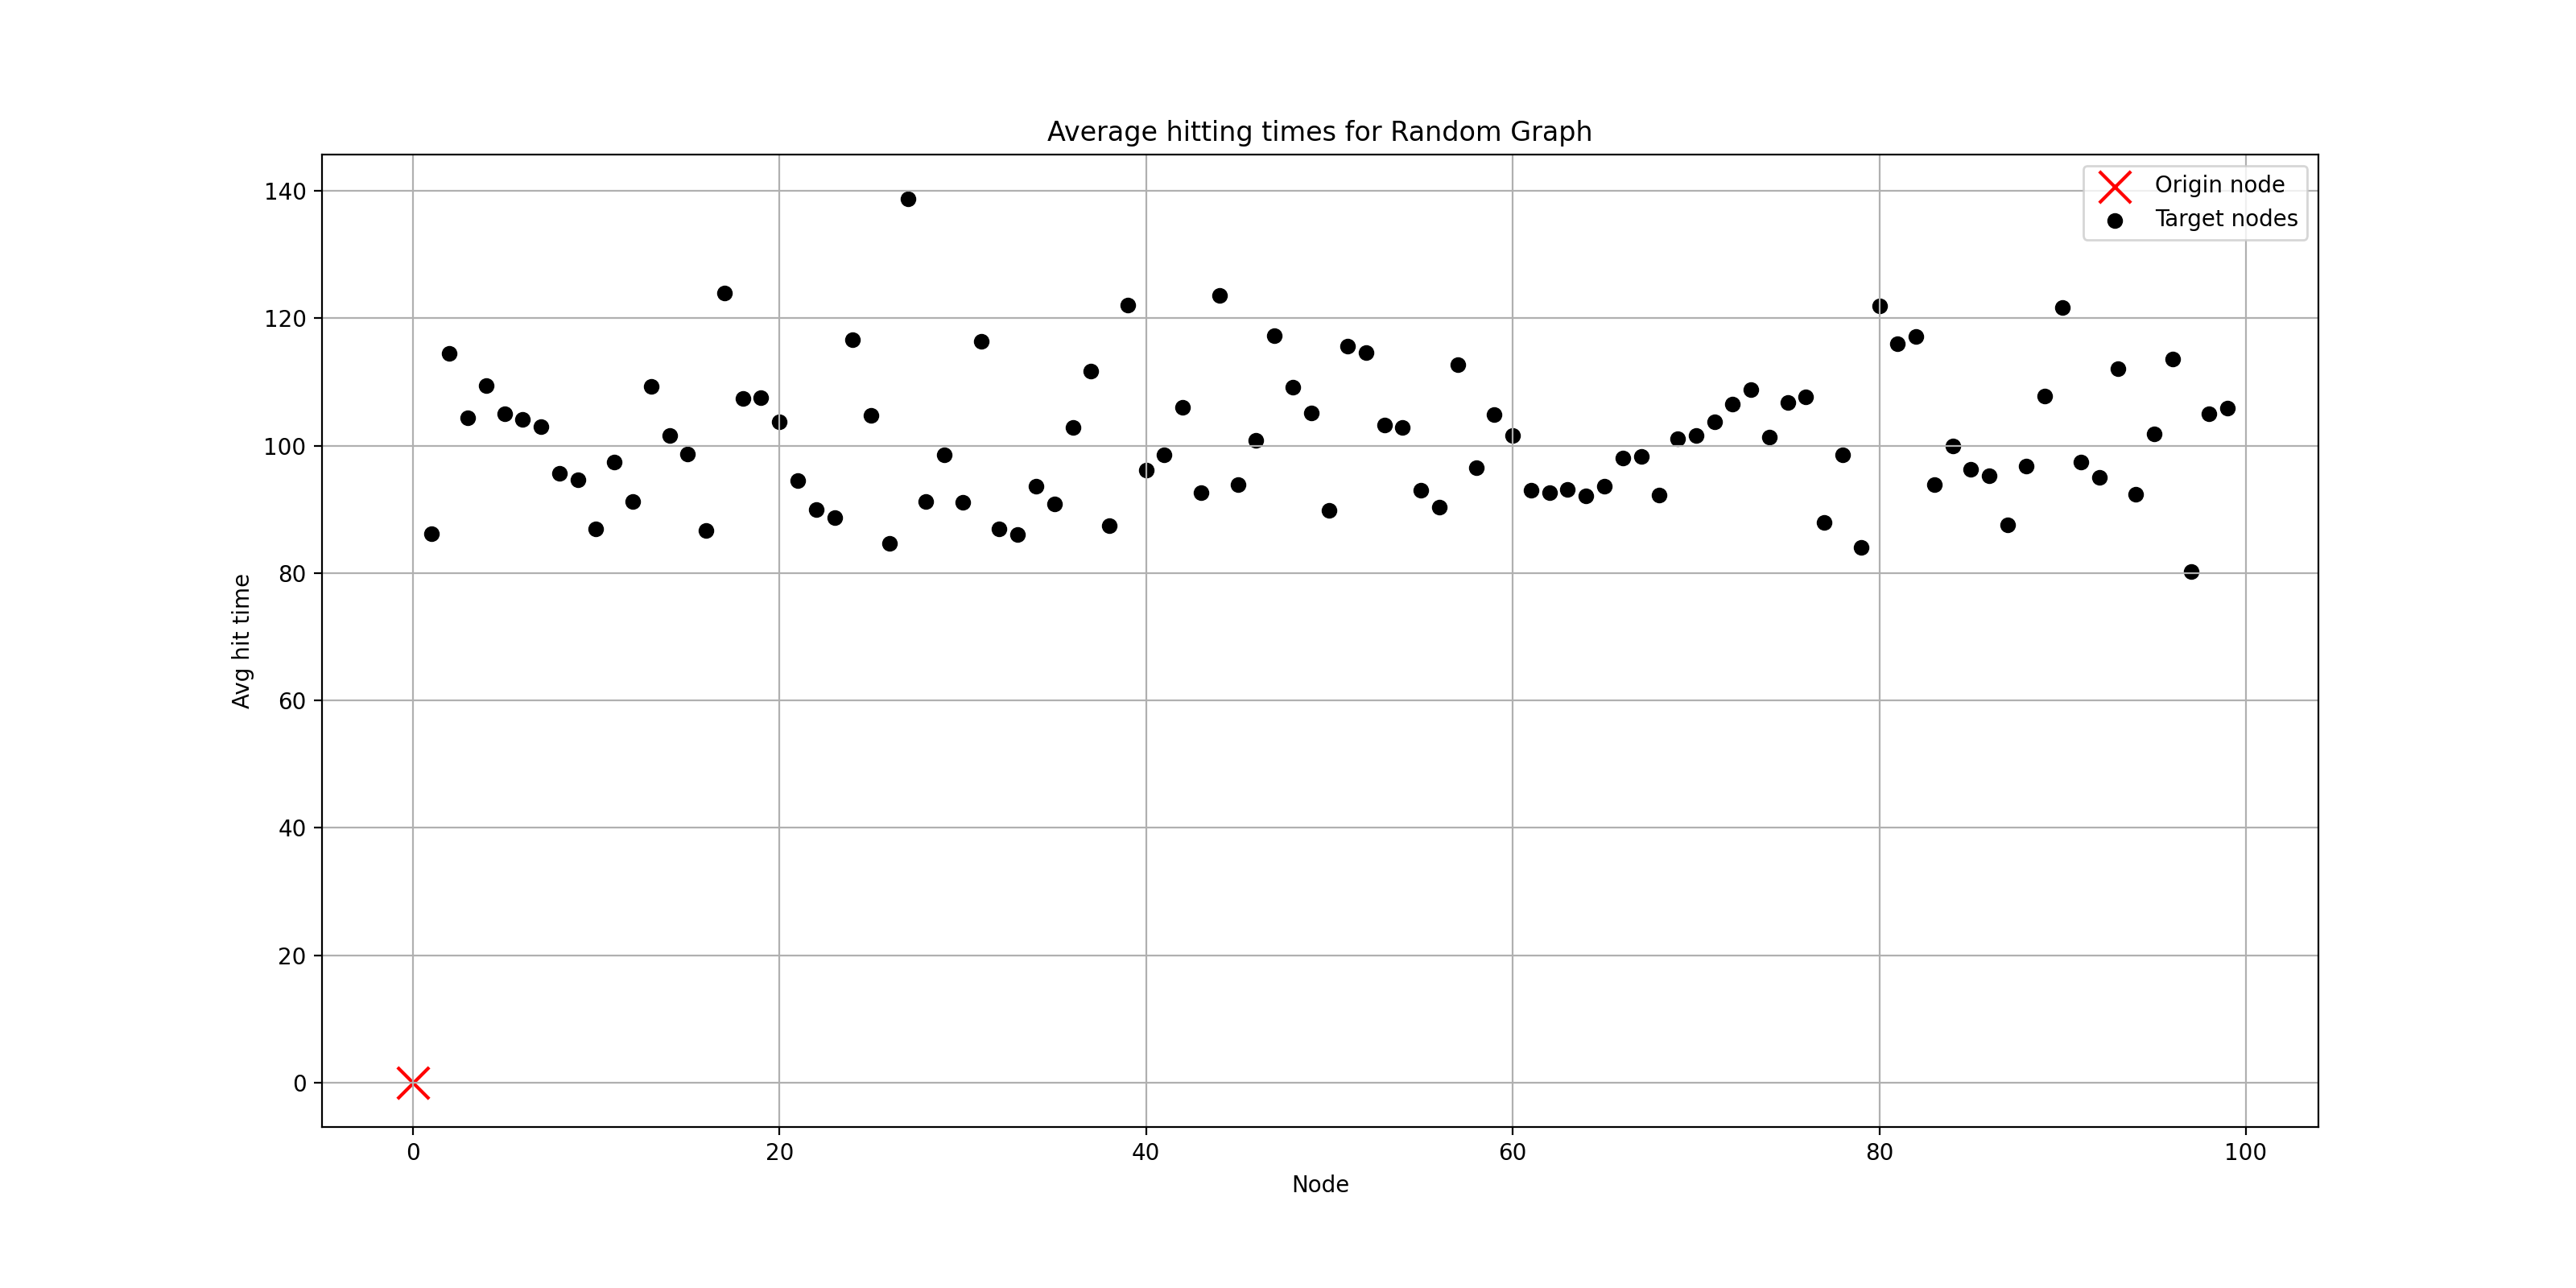 Average hitting times for Random Graph
Origin node
Target nodes
140
120
100
80
60
40
20
0
Avg hit time
0 20 40 60 80 100
Node